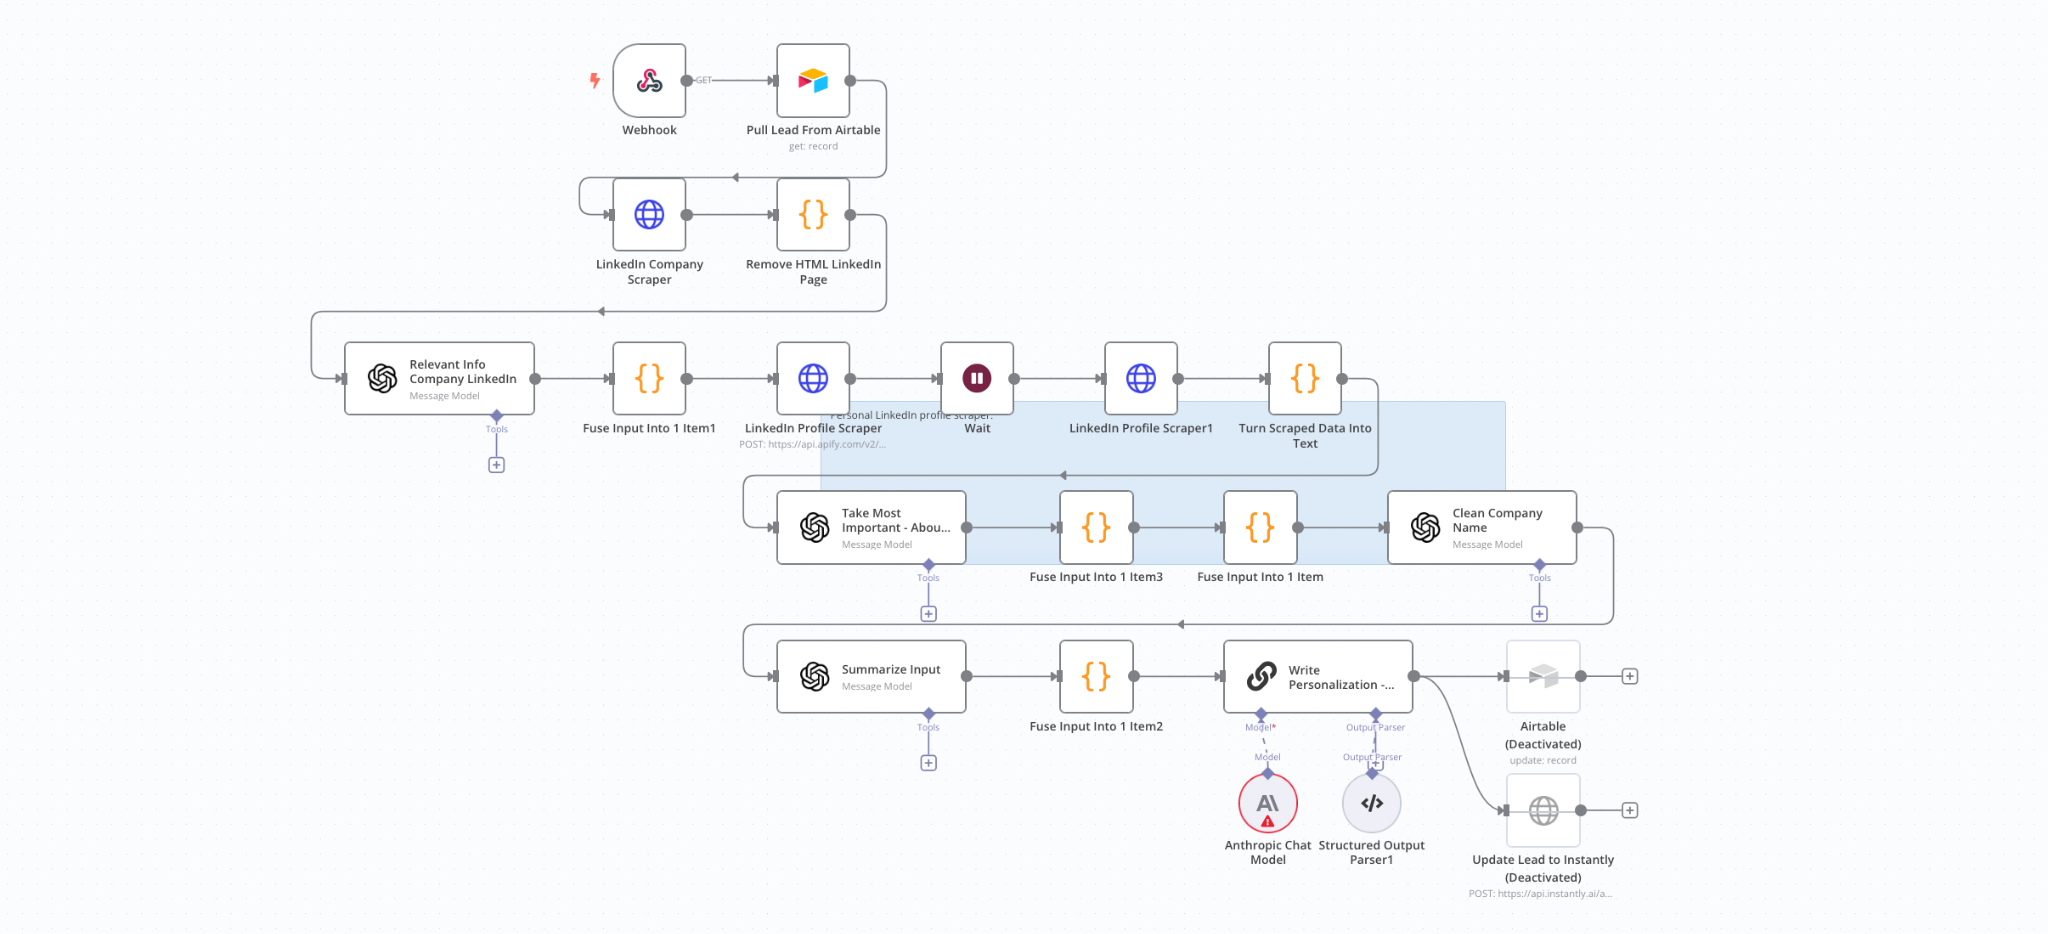 GET
Webhook
Pull Lead From Airtable
get: record
LinkedIn Company
Scraper
Remove HTML LinkedIn
Page
Relevant Info
Company LinkedIn
Message Model
Tools
Fuse Input Into 1 Item1
Personal LinkedIn profile scraper.
LinkedIn Profile Scraper
POST: https://api.apify.com/v2/...
Wait
LinkedIn Profile Scraper1
Turn Scraped Data Into
Text
Take Most
Important - Abou...
Message Model
Tools
Fuse Input Into 1 Item3
Fuse Input Into 1 Item
Clean Company
Name
Message Model
Tools
Summarize Input
Message Model
Tools
Fuse Input Into 1 Item2
Write
Personalization -...
Model*
Output Parser
Model
Output Parser
Anthropic Chat
Model
Structured Output
Parser1
Airtable
(Deactivated)
update: record
Update Lead to Instantly
(Deactivated)
POST: https://api.instantly.ai/a...